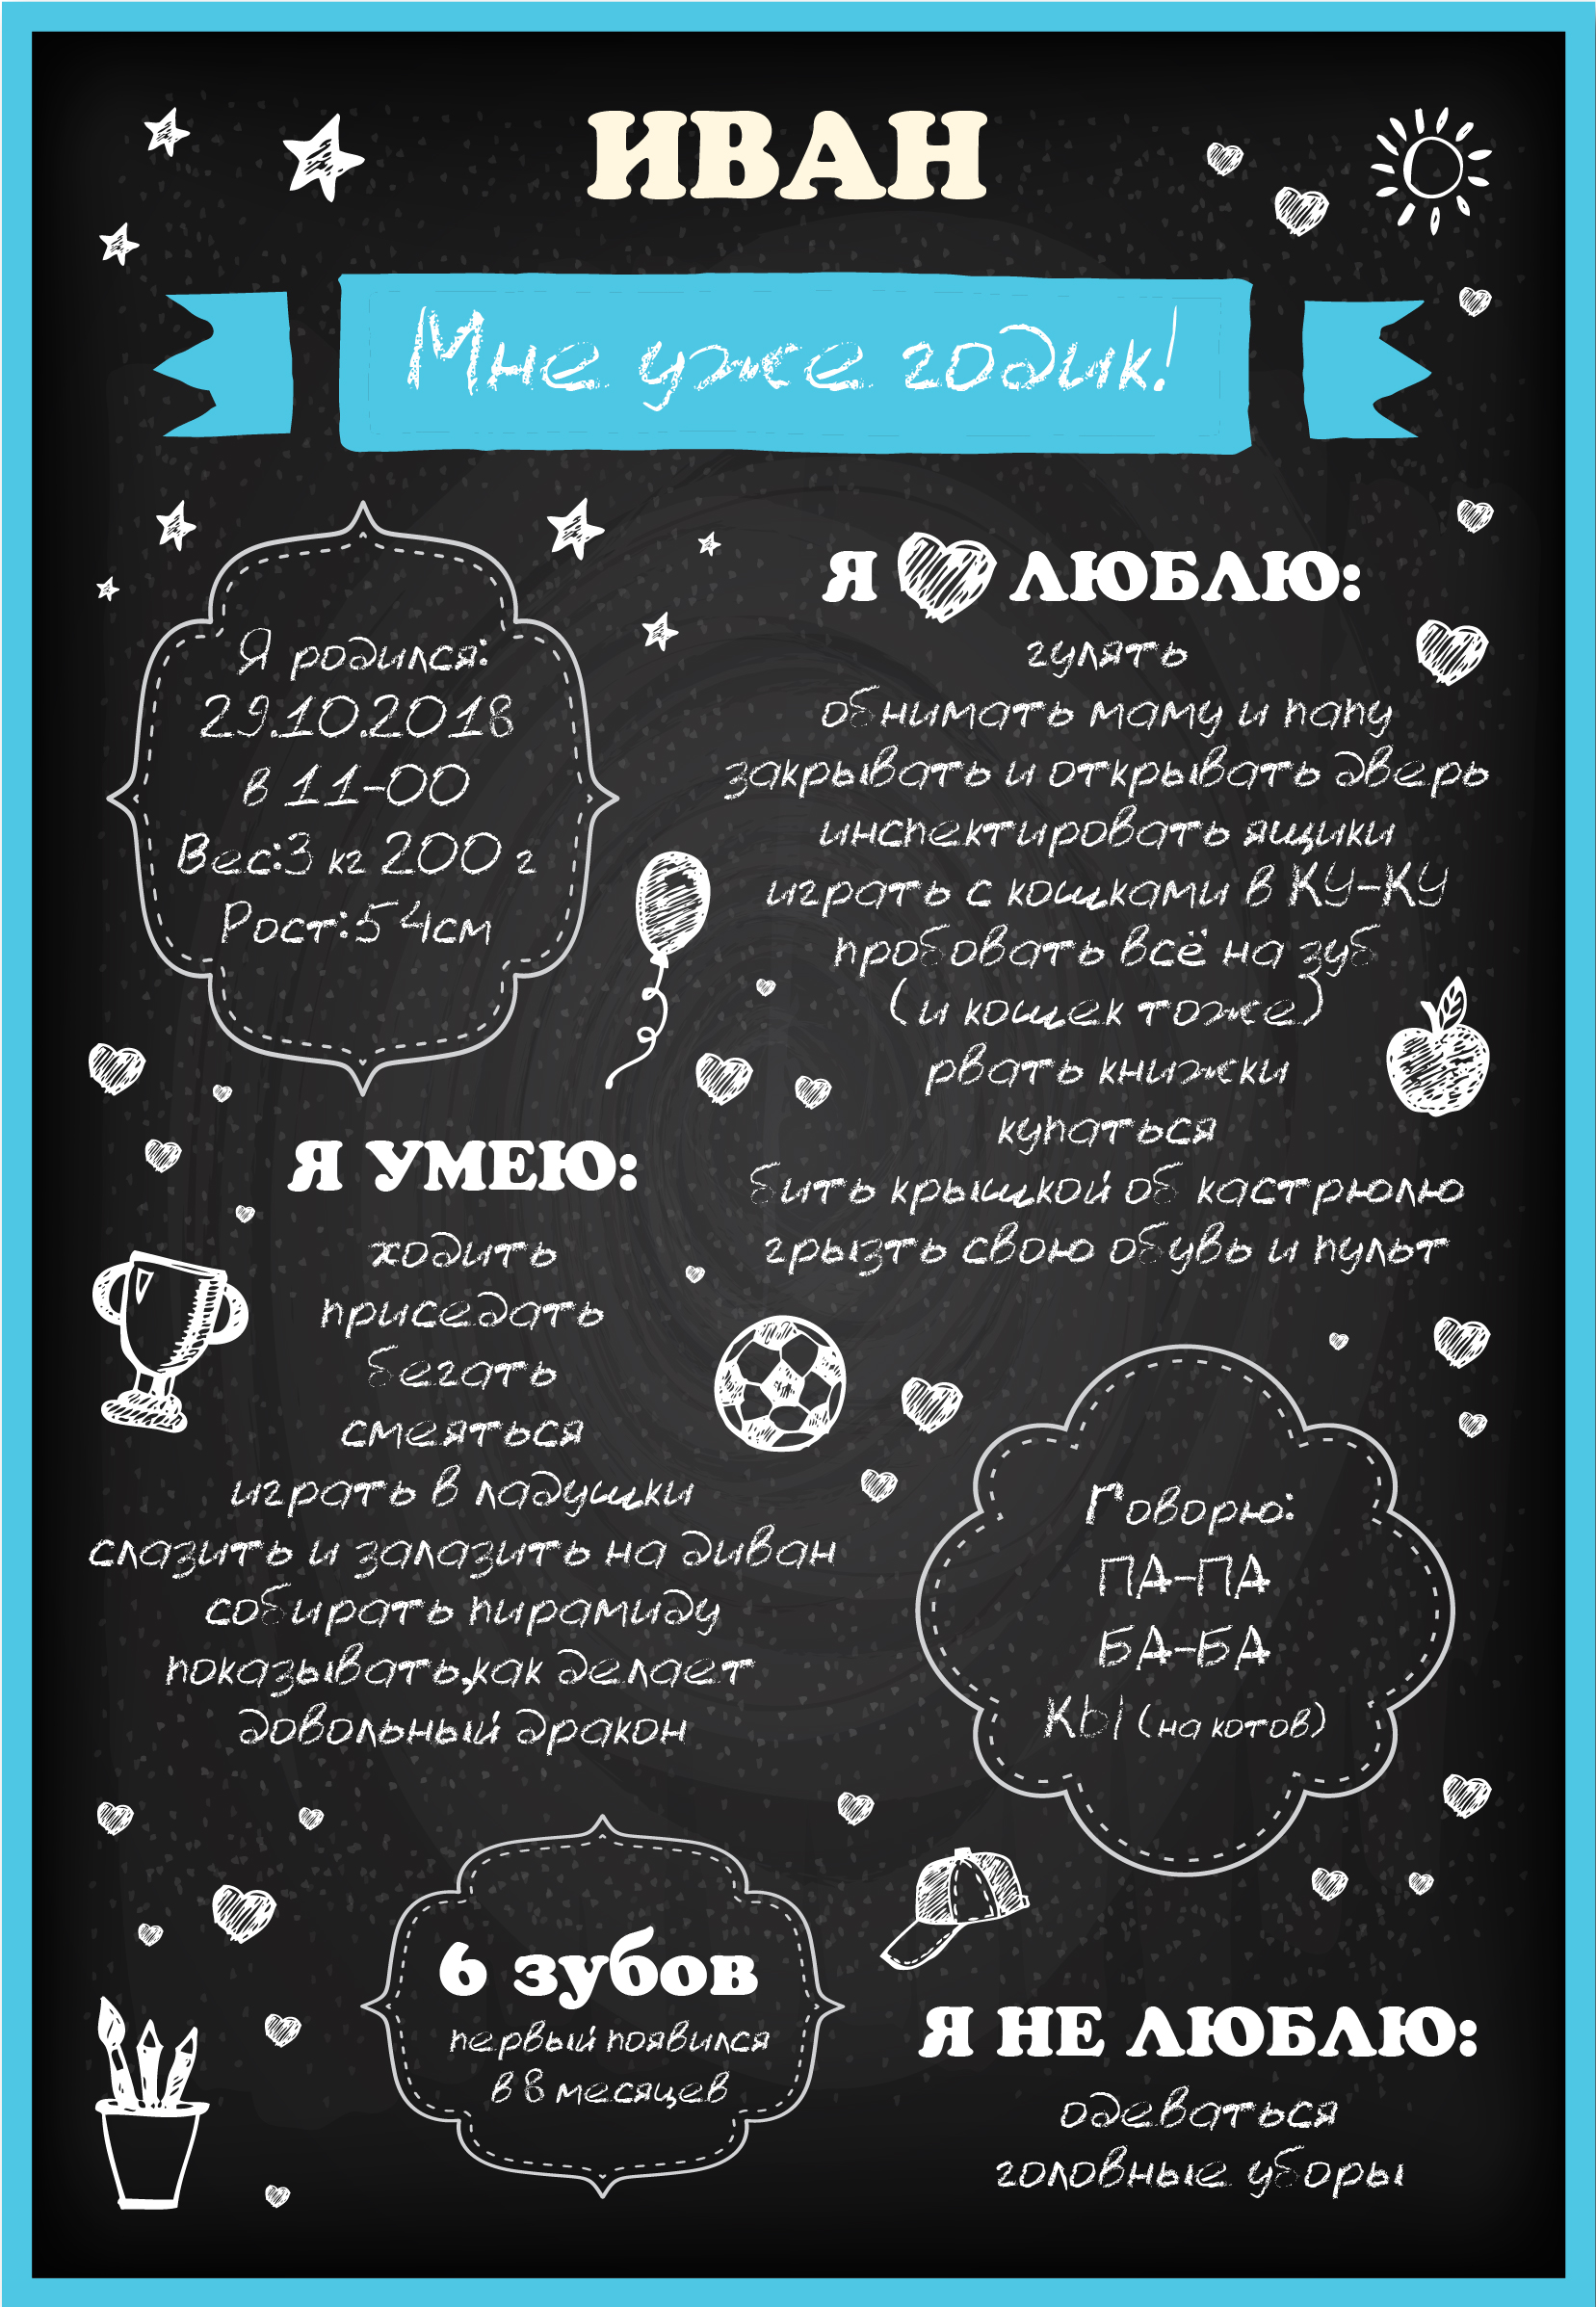 ИВАН
Мне уже годик!
Я родился:
29.10.2018
в 11-00
Вес:3 кг 200 г
Рост:54см
Я ЛЮБЛЮ:
гулять
обнимать маму и папу
закрывать и открывать дверь
инспектировать ящики
играть с кошками в КУ-КУ
пробовать всё на зуб
(и кошек тоже)
рвать книжки
купаться
бить крышкой об кастрюлю
грызть свою обувь и пульт
Я УМЕЮ:
ходить
приседать
бегать
смеяться
играть в ладушки
слазить и залазить на диван
собирать пирамиду
показывать,как делает
довольный дракон
Говорю:
ПА-ПА
БА-БА
КЫ (на котов)
6 зубов
первый появился
в 8 месяцев
Я НЕ ЛЮБЛЮ:
одеваться
головные уборы